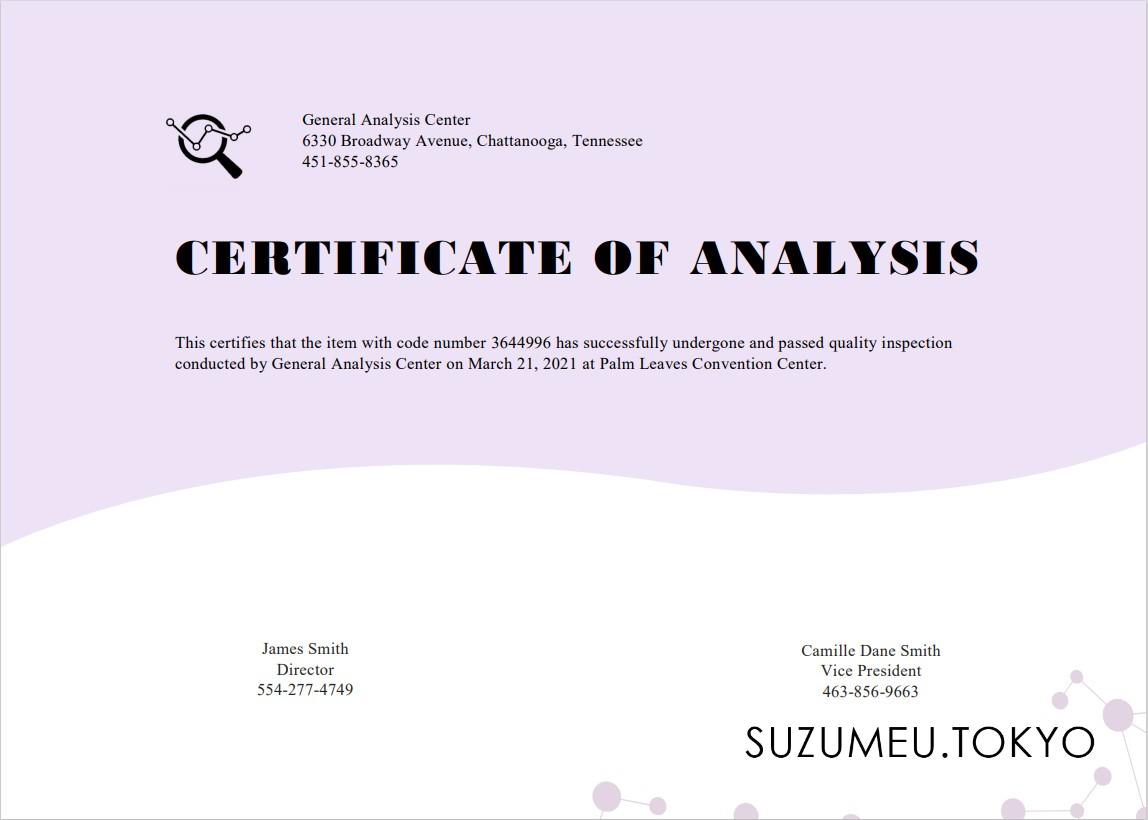 General Analysis Center
6330 Broadway Avenue, Chattanooga, Tennessee
451-855-8365
CERTIFICATE OF ANALYSIS
This certifies that the item with code number 3644996 has successfully undergone and passed quality inspection
conducted by General Analysis Center on March 21, 2021 at Palm Leaves Convention Center.
James Smith
Director
554-277-4749
Camille Dane Smith
Vice President
463-856-9663
SUZUMEU.TOKYO